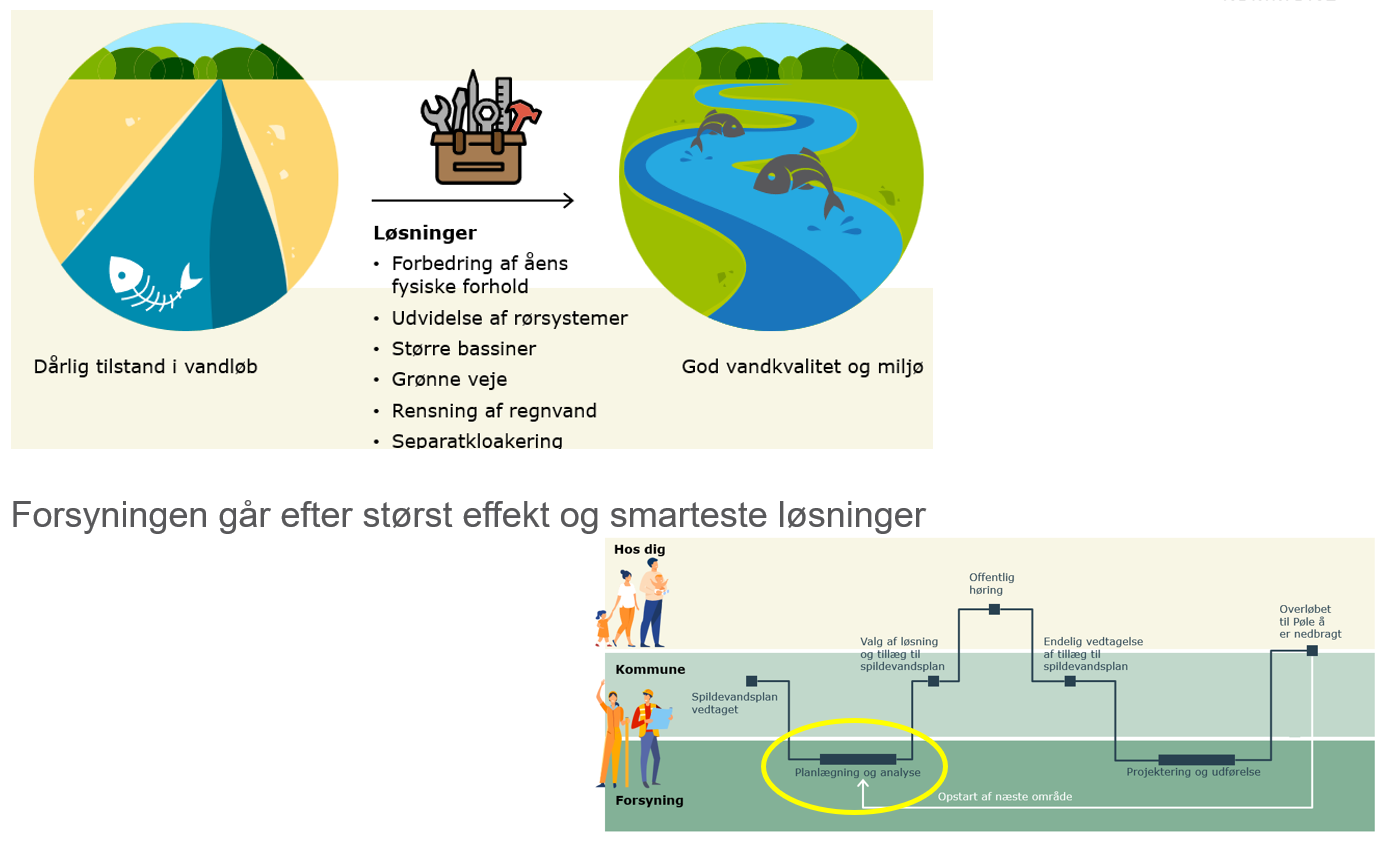 Dårlig tilstand i vandløb
Løsninger
• Forbedring af åens
fysiske forhold
• Udvidelse af rørsystemer
• Større bassiner
• Grønne veje
• Rensning af regnvand
• Separatkloakering
God vandkvalitet og miljø
Forsyningen går efter størst effekt og smarteste løsninger
Hos dig
Offentlig
høring
Overløbet
til Pøle å
er nedbragt
Kommune
Spildevandsplan
vedtaget
Valg af løsning
og tillæg til
spildevandsplan
Endelig vedtagelse
af tillæg til
spildevandsplan
Planlægning og analyse
Projektering og udførelse
Forsyning
Opstart af næste område